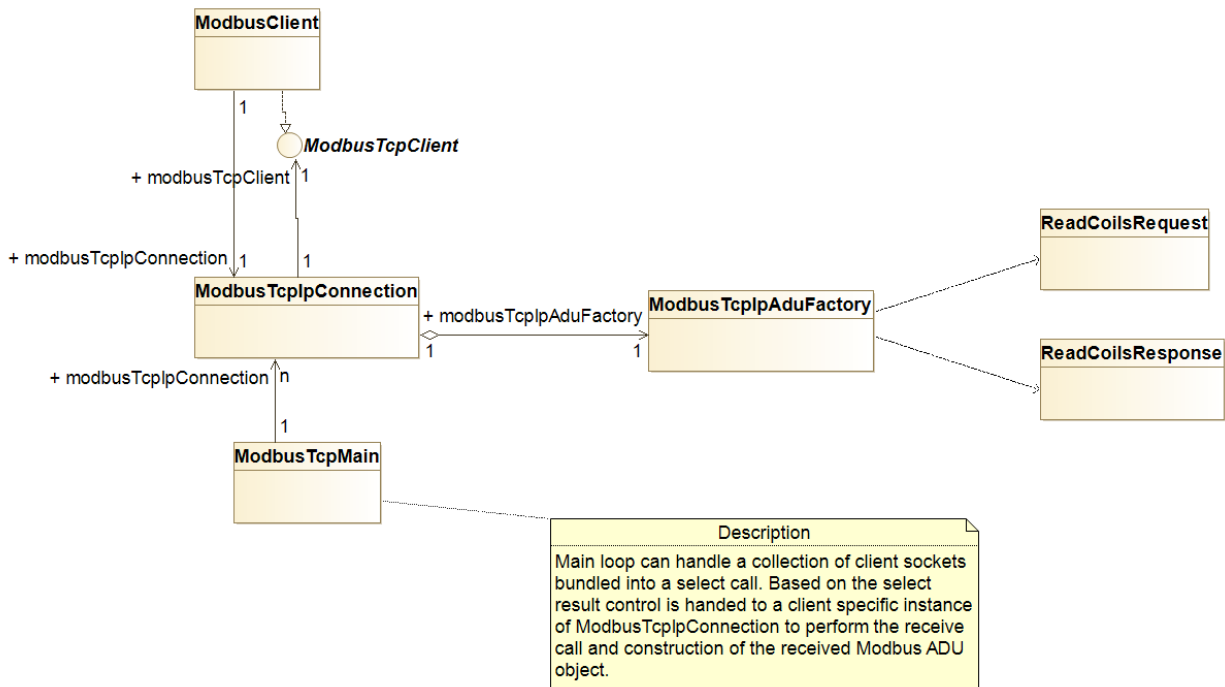 ModbusClient
1
ModbusTcpClient
+ modbusTcpClient
1
+ modbusTcpIpConnection
1
1
ModbusTcpIpConnection
+ modbusTcpIpAduFactory
1
1
ModbusTcpIpAduFactory
ReadCoilsRequest
ReadCoilsResponse
+ modbusTcpIpConnection
n
1
ModbusTcpMain
Description
Main loop can handle a collection of client sockets
bundled into a select call. Based on the select
result control is handed to a client specific instance
of ModbusTcpIpConnection to perform the receive
call and construction of the received Modbus ADU
object.